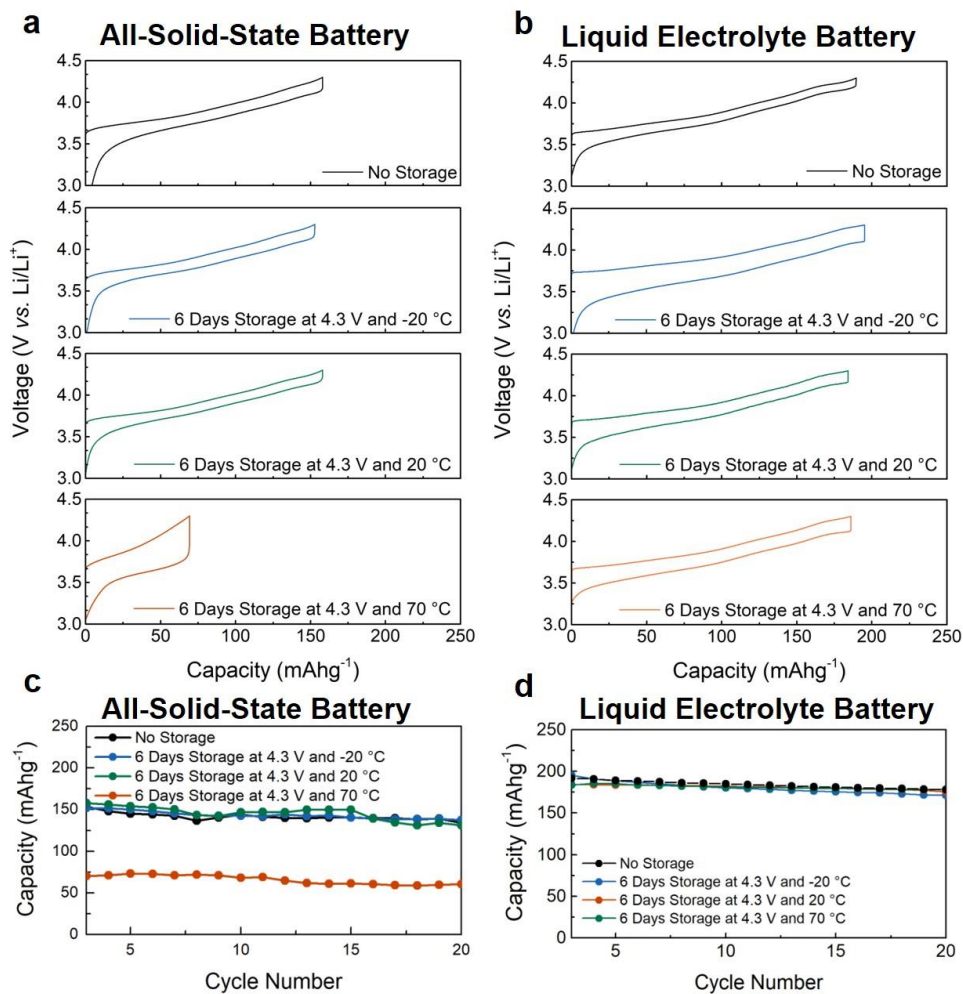 a
All-Solid-State Battery
4.5
4.0
3.5
3.0
No Storage
4.5
4.0
3.5
3.0
6 Days Storage at 4.3 V and -20 °C
4.5
4.0
3.5
3.0
6 Days Storage at 4.3 V and 20 °C
4.5
4.0
3.5
3.0
6 Days Storage at 4.3 V and 70 °C
0 50 100 150 200 250
Voltage (V vs. Li/Li⁺)
Capacity (mAhg⁻¹)
b
Liquid Electrolyte Battery
4.5
4.0
3.5
3.0
No Storage
4.5
4.0
3.5
3.0
6 Days Storage at 4.3 V and -20 °C
4.5
4.0
3.5
3.0
6 Days Storage at 4.3 V and 20 °C
4.5
4.0
3.5
3.0
6 Days Storage at 4.3 V and 70 °C
0 50 100 150 200 250
Voltage (V vs. Li/Li⁺)
Capacity (mAhg⁻¹)
c
All-Solid-State Battery
250
200
150
100
50
0
No Storage
6 Days Storage at 4.3 V and -20 °C
6 Days Storage at 4.3 V and 20 °C
6 Days Storage at 4.3 V and 70 °C
5 10 15 20
Capacity (mAhg⁻¹)
Cycle Number
d
Liquid Electrolyte Battery
250
200
150
100
50
0
No Storage
6 Days Storage at 4.3 V and -20 °C
6 Days Storage at 4.3 V and 20 °C
6 Days Storage at 4.3 V and 70 °C
5 10 15 20
Capacity (mAhg⁻¹)
Cycle Number